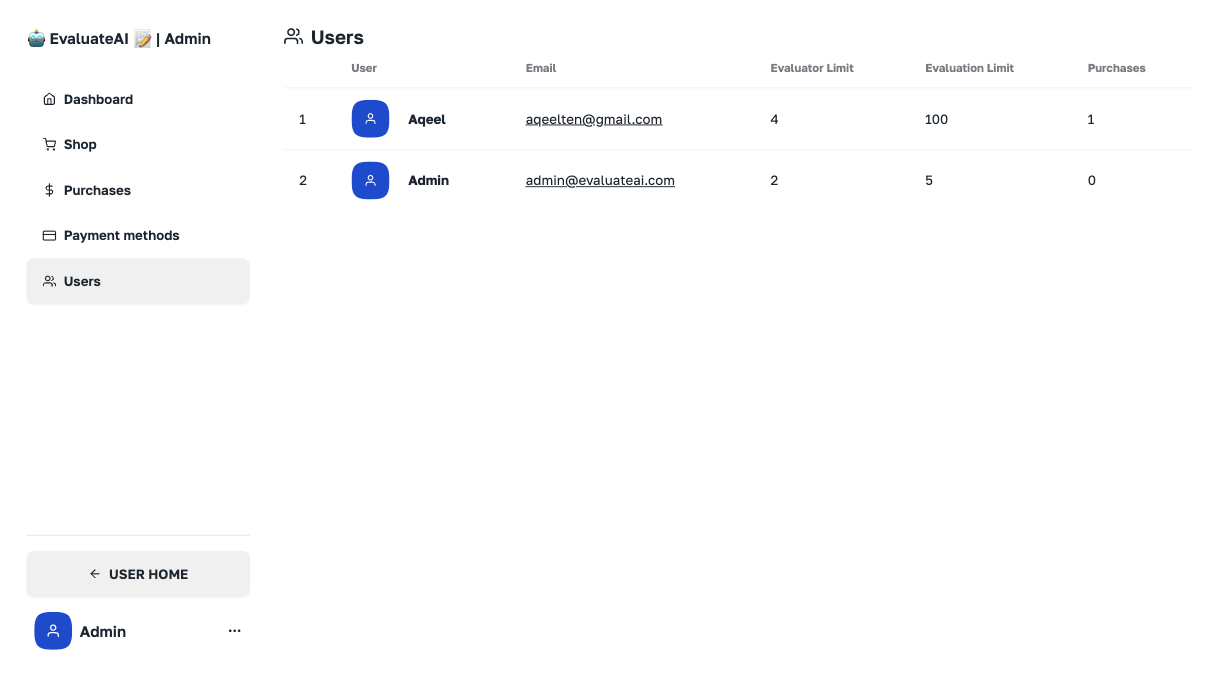 🤖 EvaluateAI 📝 | Admin
Dashboard
Shop
Purchases
Payment methods
Users
USER HOME
Admin
Users
User Email Evaluator Limit Evaluation Limit Purchases
1 Aqeel aqeelten@gmail.com 4 100 1
2 Admin admin@evaluateai.com 2 5 0